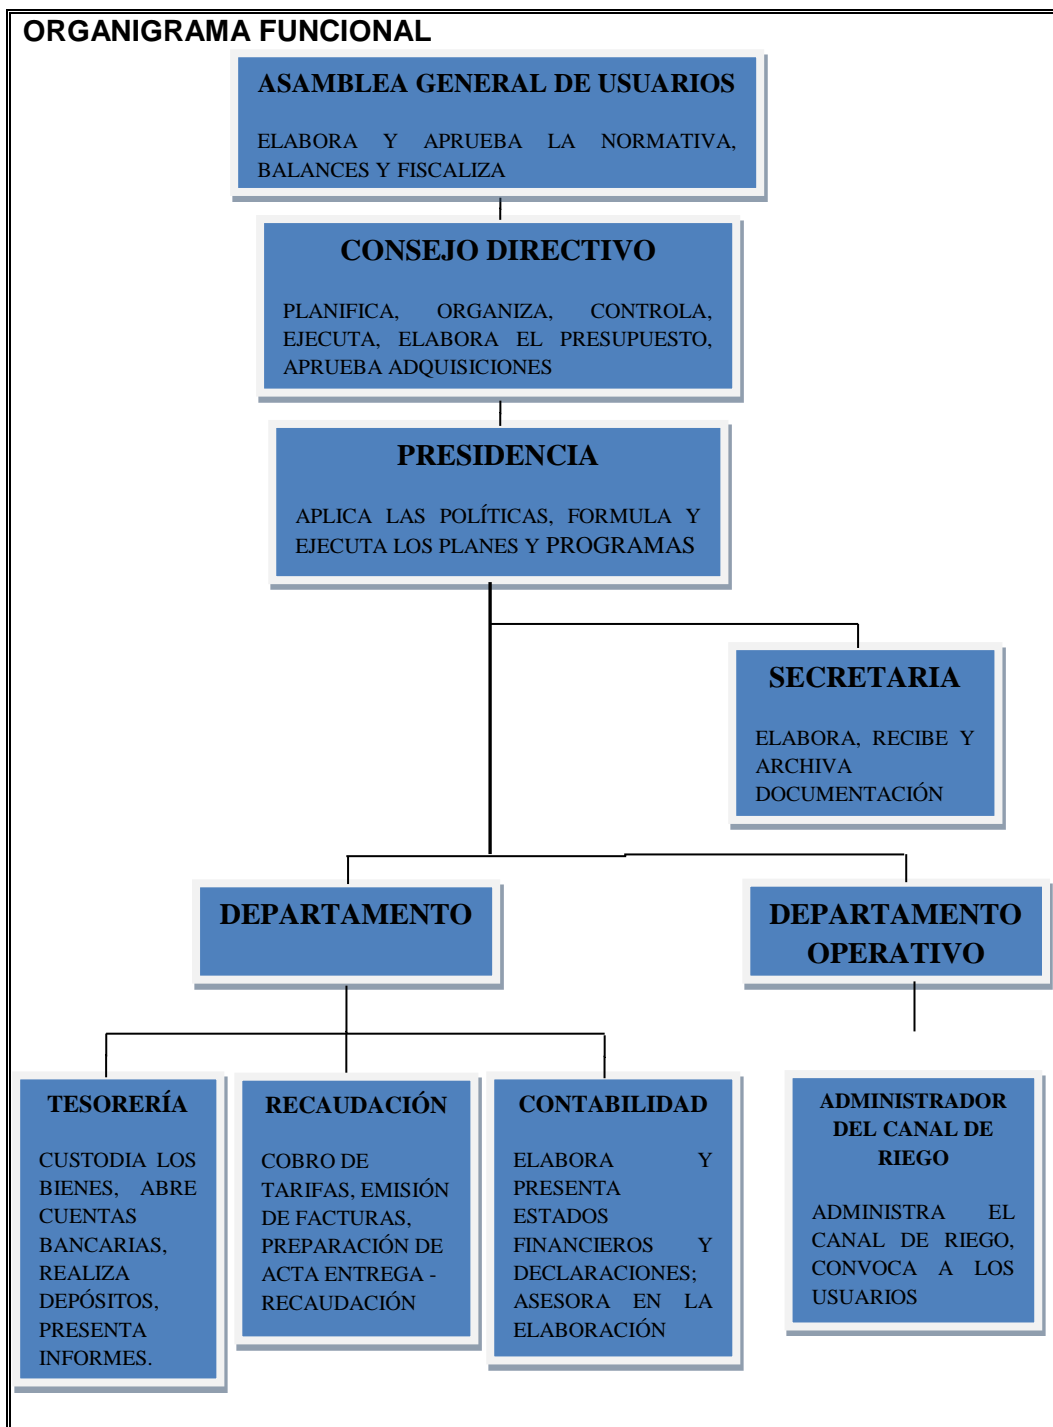 ORGANIGRAMA FUNCIONAL
ASAMBLEA GENERAL DE USUARIOS
ELABORA Y APRUEBA LA NORMATIVA,
BALANCES Y FISCALIZA
CONSEJO DIRECTIVO
PLANIFICA, ORGANIZA, CONTROLA,
EJECUTA, ELABORA EL PRESUPUESTO,
APRUEBA ADQUISICIONES
PRESIDENCIA
APLICA LAS POLÍTICAS, FORMULA Y
EJECUTA LOS PLANES Y PROGRAMAS
SECRETARIA
ELABORA, RECIBE Y
ARCHIVA
DOCUMENTACIÓN
DEPARTAMENTO
DEPARTAMENTO
OPERATIVO
TESORERÍA
CUSTODIA LOS
BIENES, ABRE
CUENTAS
BANCARIAS,
REALIZA
DEPÓSITOS,
PRESENTA
INFORMES.
RECAUDACIÓN
COBRO DE
TARIFAS, EMISIÓN
DE FACTURAS,
PREPARACIÓN DE
ACTA ENTREGA -
RECAUDACIÓN
CONTABILIDAD
ELABORA Y
PRESENTA
ESTADOS
FINANCIEROS Y
DECLARACIONES;
ASESORA EN LA
ELABORACIÓN
ADMINISTRADOR
DEL CANAL DE
RIEGO
ADMINISTRA EL
CANAL DE RIEGO,
CONVOCA A LOS
USUARIOS